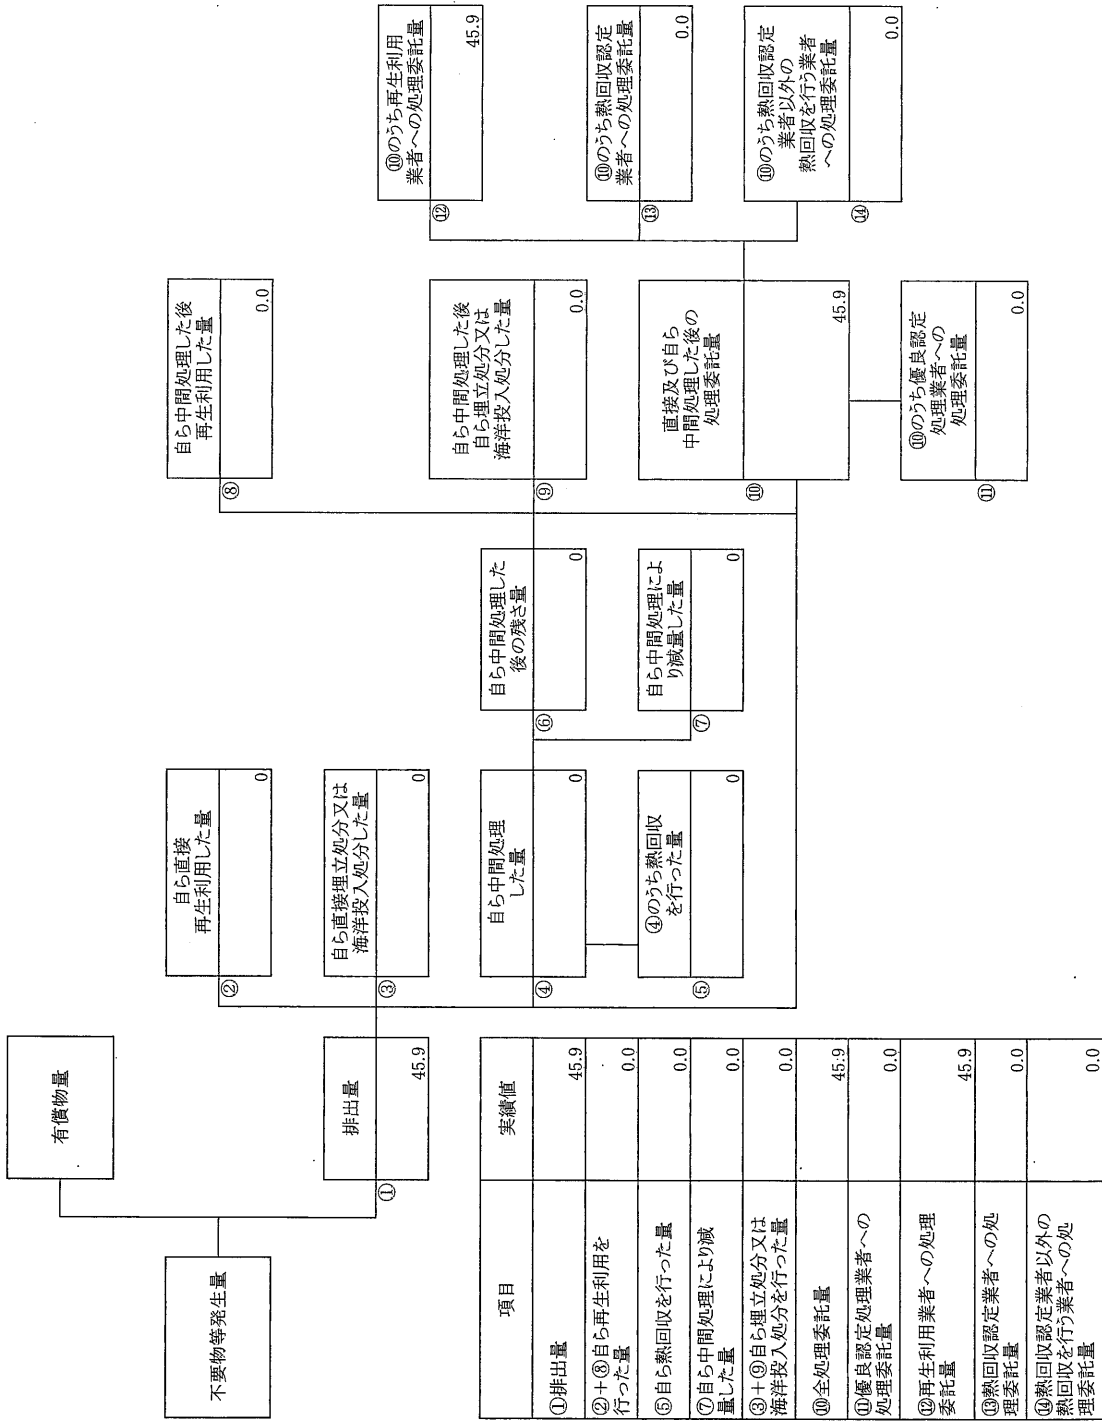 不要物等発生量
有償物量
排出量
①
45.9
自ら直接
再生利用した量
②
0
自ら直接埋立処分又は
海洋投入処分した量
③
0
自ら中間処理
した量
④
0
④のうち熱回収
を行った量
⑤
0
自ら中間処理した
後の残さ量
⑥
0
自ら中間処理によ
り減量した量
⑦
0
自ら中間処理した後
再生利用した量
⑧
0.0
自ら中間処理した後
自ら埋立処分又は
海洋投入処分した量
⑨
0.0
直接及び自ら
中間処理した後の
処理委託量
⑩
45.9
⑩のうち優良認定
処理業者への
処理委託量
⑪
0.0
⑩のうち再生利用
業者への処理委託量
⑫
45.9
⑩のうち熱回収認定
業者への処理委託量
⑬
0.0
⑩のうち熱回収認定
業者以外の
熱回収を行う業者
への処理委託量
⑭
0.0
項目
実績値
①排出量
45.9
②+⑧自ら再生利用を
行った量
0.0
⑤自ら熱回収を行った量
0.0
⑦自ら中間処理により減
量した量
0.0
③+⑨自ら埋立処分又は
海洋投入処分を行った量
0.0
⑩全処理委託量
45.9
⑪優良認定処理業者への
処理委託量
0.0
⑫再生利用業者への処理
委託量
45.9
⑬熱回収認定業者への処
理委託量
0.0
⑭熱回収認定業者以外の
熱回収を行う業者への処
理委託量
0.0